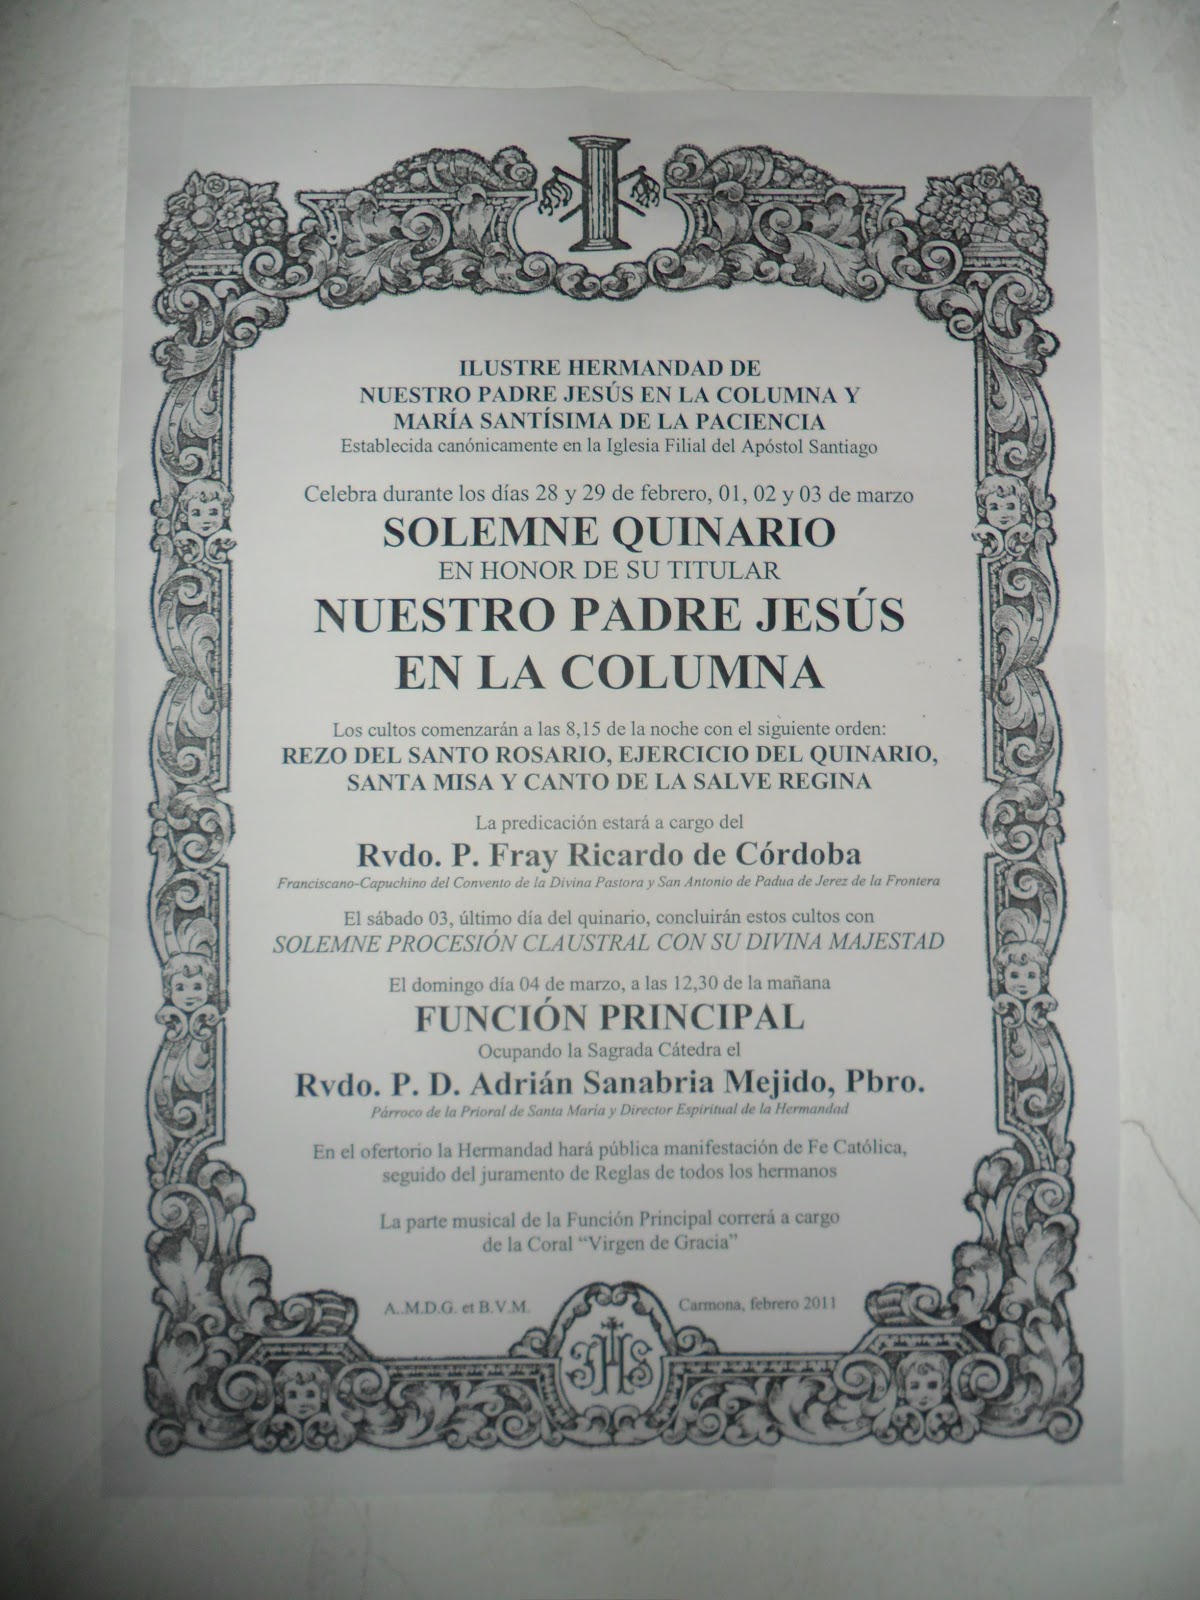 ILUSTRE HERMANDAD DE
NUESTRO PADRE JESÚS EN LA COLUMNA Y
MARÍA SANTÍSIMA DE LA PACIENCIA
Establecida canónicamente en la Iglesia Filial del Apóstol Santiago
Celebra durante los días 28 y 29 de febrero, 01, 02 y 03 de marzo
SOLEMNE QUINARIO
EN HONOR DE SU TITULAR
NUESTRO PADRE JESÚS
EN LA COLUMNA
Los cultos comenzarán a las 8,15 de la noche con el siguiente orden:
REZO DEL SANTO ROSARIO, EJERCICIO DEL QUINARIO,
SANTA MISA Y CANTO DE LA SALVE REGINA
La predicación estará a cargo del
Rvdo. P. Fray Ricardo de Córdoba
Franciscano-Capuchino del Convento de la Divina Pastora y San Antonio de Padua de Jerez de la Frontera
El sábado 03, último día del quinario, concluirán estos cultos con
SOLEMNE PROCESIÓN CLAUSTRAL CON SU DIVINA MAJESTAD
El domingo día 04 de marzo, a las 12,30 de la mañana
FUNCIÓN PRINCIPAL
Ocupando la Sagrada Cátedra el
Rvdo. P. D. Adrián Sanabria Mejido, Pbro.
Párroco de la Prioral de Santa María y Director Espiritual de la Hermandad
En el ofertorio la Hermandad hará pública manifestación de Fe Católica,
seguido del juramento de Reglas de todos los hermanos
La parte musical de la Función Principal correrá a cargo
de la Coral “Virgen de Gracia”
A..M.D.G. et B.V.M.
Carmona, febrero 2011
JHS